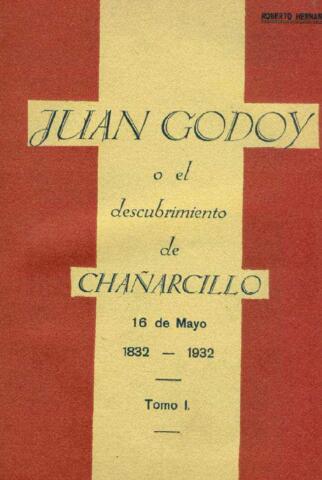 ROBERTO HERNAN
JUAN GODOY
o el
descubrimiento
de
CHAÑARCILLO
16 de Mayo
1832 — 1932
Tomo I.